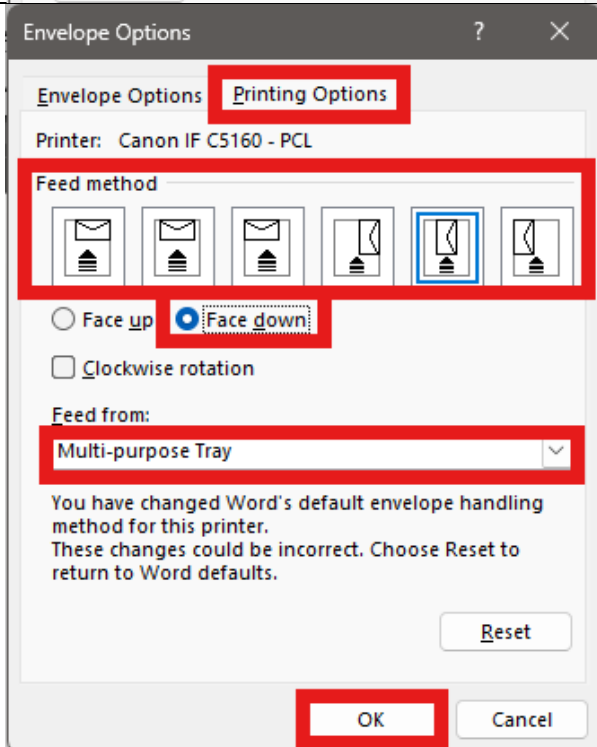 Envelope Options
?
Envelope Options
Printing Options
Printer: Canon IF C5160 - PCL
Feed method
Face up
Face down
Clockwise rotation
Feed from:
Multi-purpose Tray
You have changed Word's default envelope handling
method for this printer.
These changes could be incorrect. Choose Reset to
return to Word defaults.
Reset
OK
Cancel